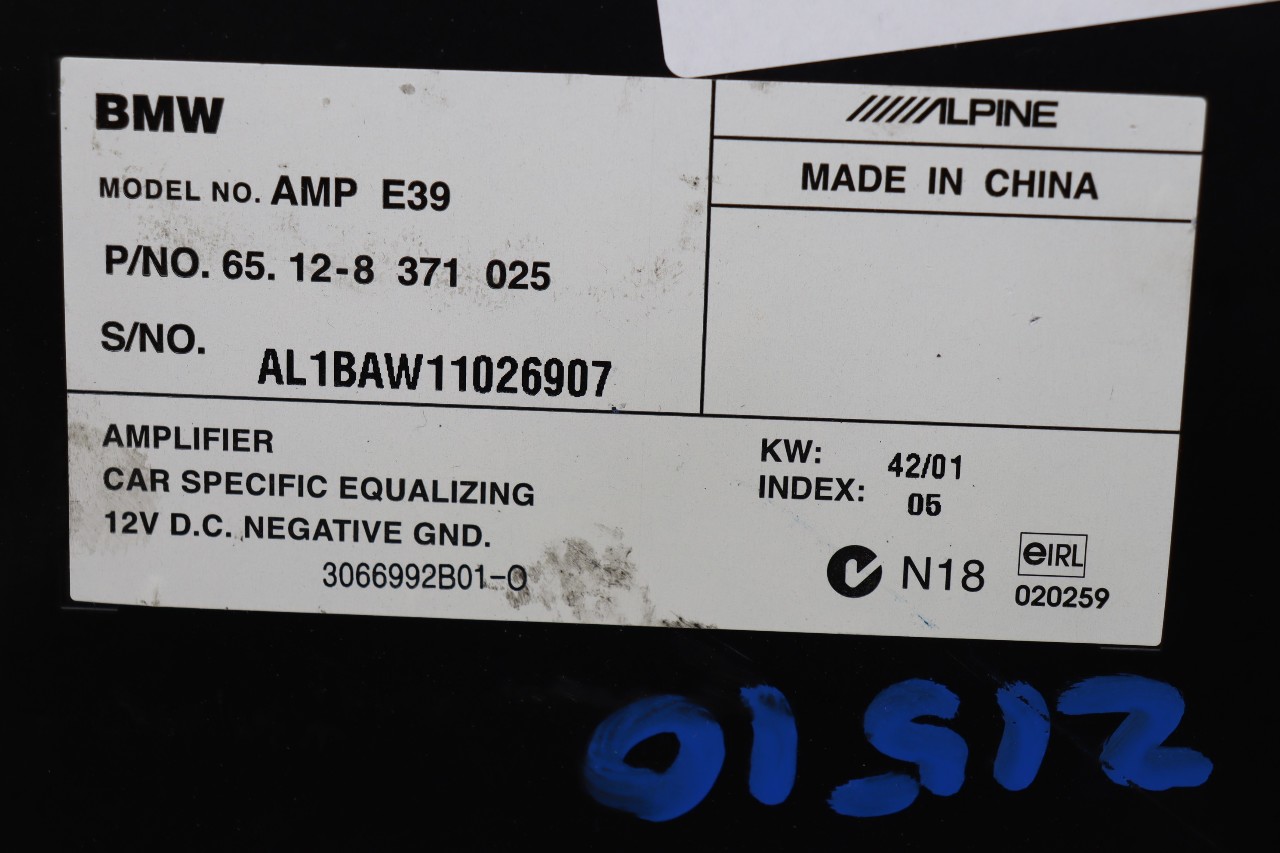 BMW
MODEL NO. AMP E39
P/NO. 65. 12-8 371 025
S/NO. AL1BAW11026907
ALPINE
MADE IN CHINA
AMPLIFIER
CAR SPECIFIC EQUALIZING
12V D.C. NEGATIVE GND.
3066992B01-O
KW: 42/01
INDEX: 05
N18
eIRL
020259
01512